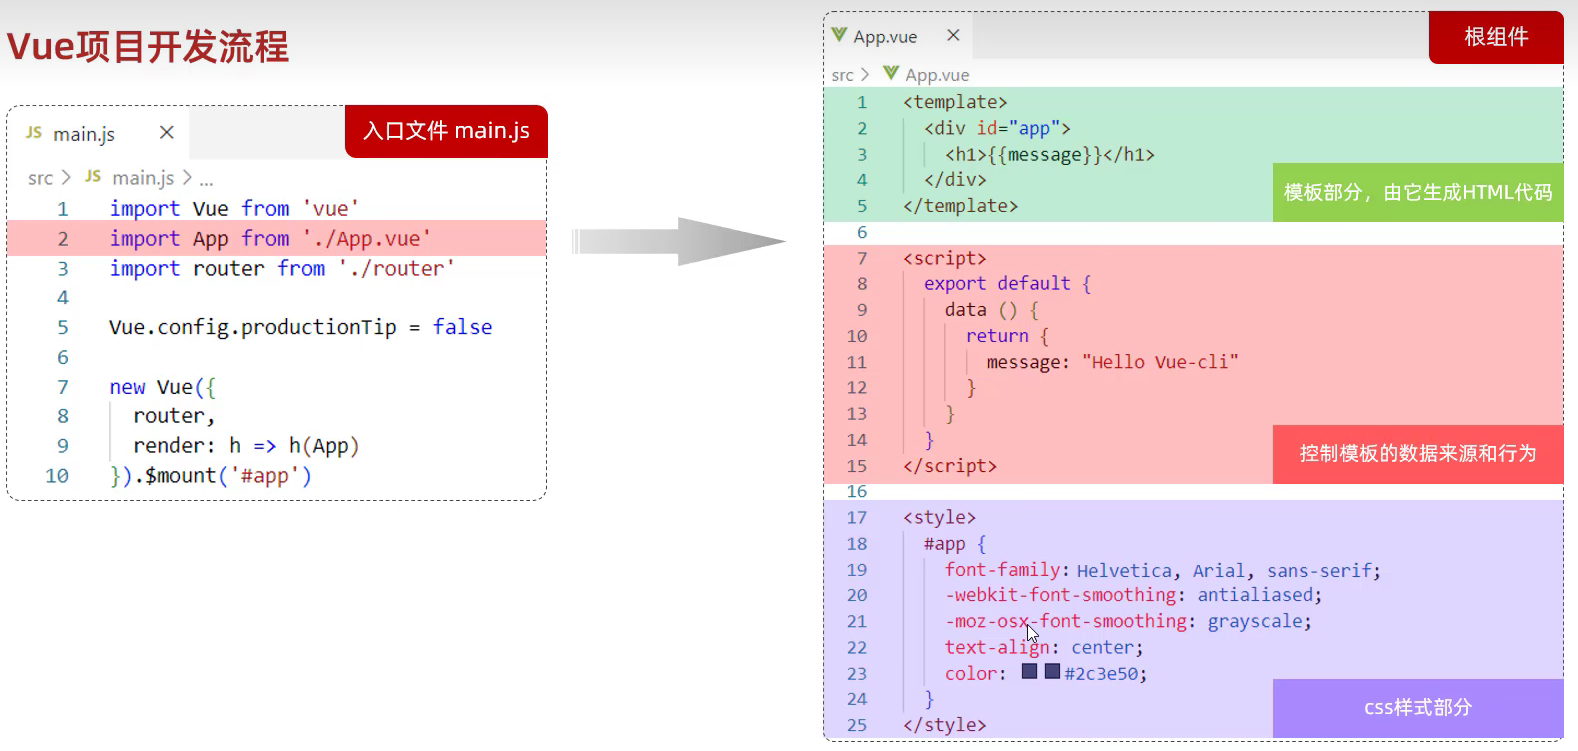 Vue项目开发流程
JS main.js ×
入口文件 main.js
src > JS main.js > ...
1 import Vue from 'vue'
2 import App from './App.vue'
3 import router from './router'
4
5 Vue.config.productionTip = false
6
7 new Vue({
8 router,
9 render: h => h(App)
10 }).$mount('#app')
App.vue ×
根组件
src > App.vue
1 <template>
2 <div id="app">
3 <h1>{{message}}</h1>
4 </div>
5 </template>
模板部分，由它生成HTML代码
6
7 <script>
8 export default {
9 data () {
10 return {
11 message: "Hello Vue-cli"
12 }
13 }
14 }
15 </script>
控制模板的数据来源和行为
16
17 <style>
18 #app {
19 font-family: Helvetica, Arial, sans-serif;
20 -webkit-font-smoothing: antialiased;
21 -moz-osx-font-smoothing: grayscale;
22 text-align: center;
23 color: #2c3e50;
24 }
25 </style>
css样式部分